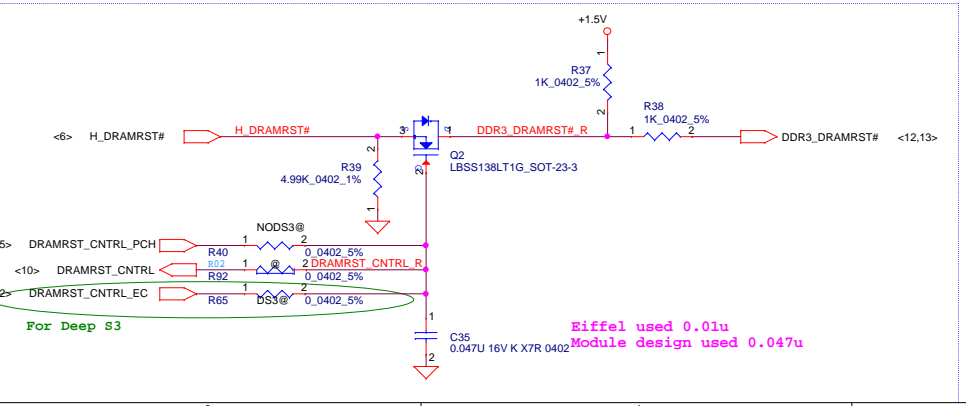 +1.5V
1
R37
1K_0402_5%
2
R38
1K_0402_5%
<6> H_DRAMRST#
H_DRAMRST#
3
1
DDR3_DRAMRST#_R
1
2
DDR3_DRAMRST# <12,13>
2
R39
4.99K_0402_1%
1
Q2
LBSS138LT1G_SOT-23-3
2
NODS3@
5> DRAMRST_CNTRL_PCH
1
2
R40
0_0402_5%
<10> DRAMRST_CNTRL
R02
1
@
2
DRAMRST_CNTRL_R
R92
0_0402_5%
2> DRAMRST_CNTRL_EC
1
2
R65
DS3@
0_0402_5%
For Deep S3
1
C35
0.047U 16V K X7R 0402
2
Eiffel used 0.01u
Module design used 0.047u